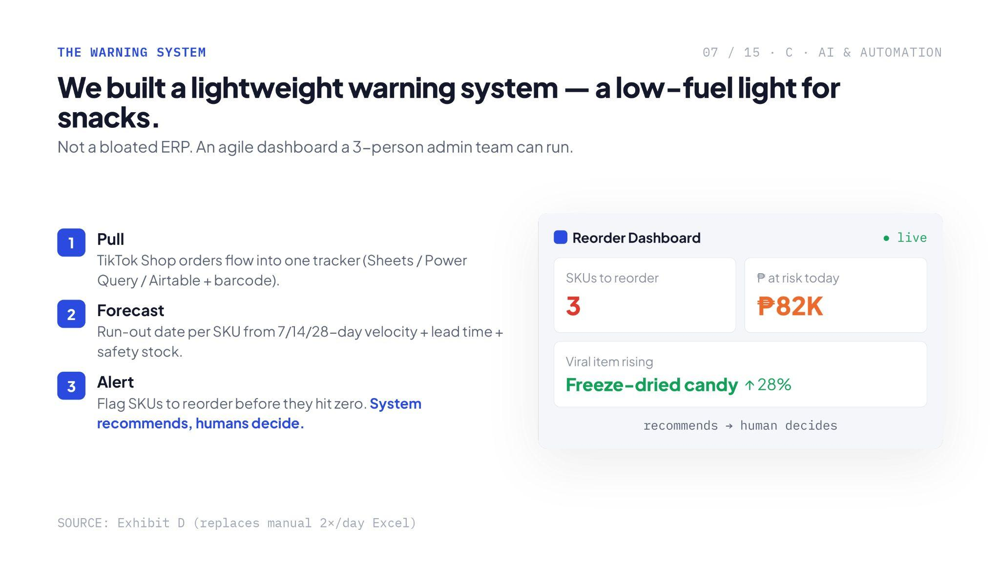 THE WARNING SYSTEM
07 / 15 · C · AI & AUTOMATION
We built a lightweight warning system — a low-fuel light for
snacks.
Not a bloated ERP. An agile dashboard a 3-person admin team can run.
1
Pull
TikTok Shop orders flow into one tracker (Sheets / Power
Query / Airtable + barcode).
2
Forecast
Run-out date per SKU from 7/14/28-day velocity + lead time +
safety stock.
3
Alert
Flag SKUs to reorder before they hit zero. System
recommends, humans decide.
Reorder Dashboard
● live
SKUs to reorder
3
₱ at risk today
₱82K
Viral item rising
Freeze-dried candy ↑ 28%
recommends → human decides
SOURCE: Exhibit D (replaces manual 2×/day Excel)